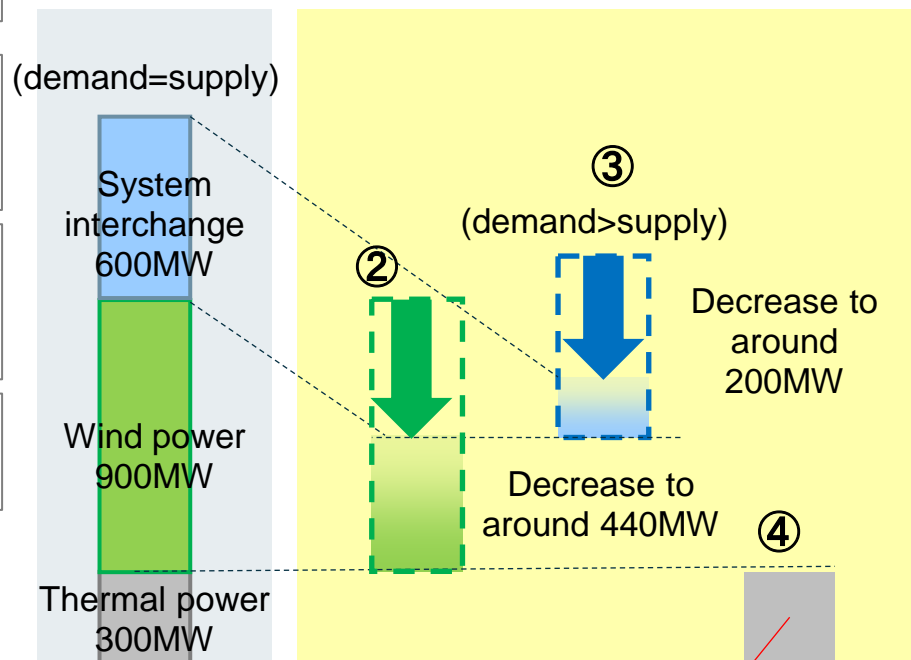 (demand=supply)
System
interchange
600MW
Wind power
900MW
Thermal power
300MW
②
③
(demand>supply)
Decrease to
around
200MW
Decrease to
around 440MW
④